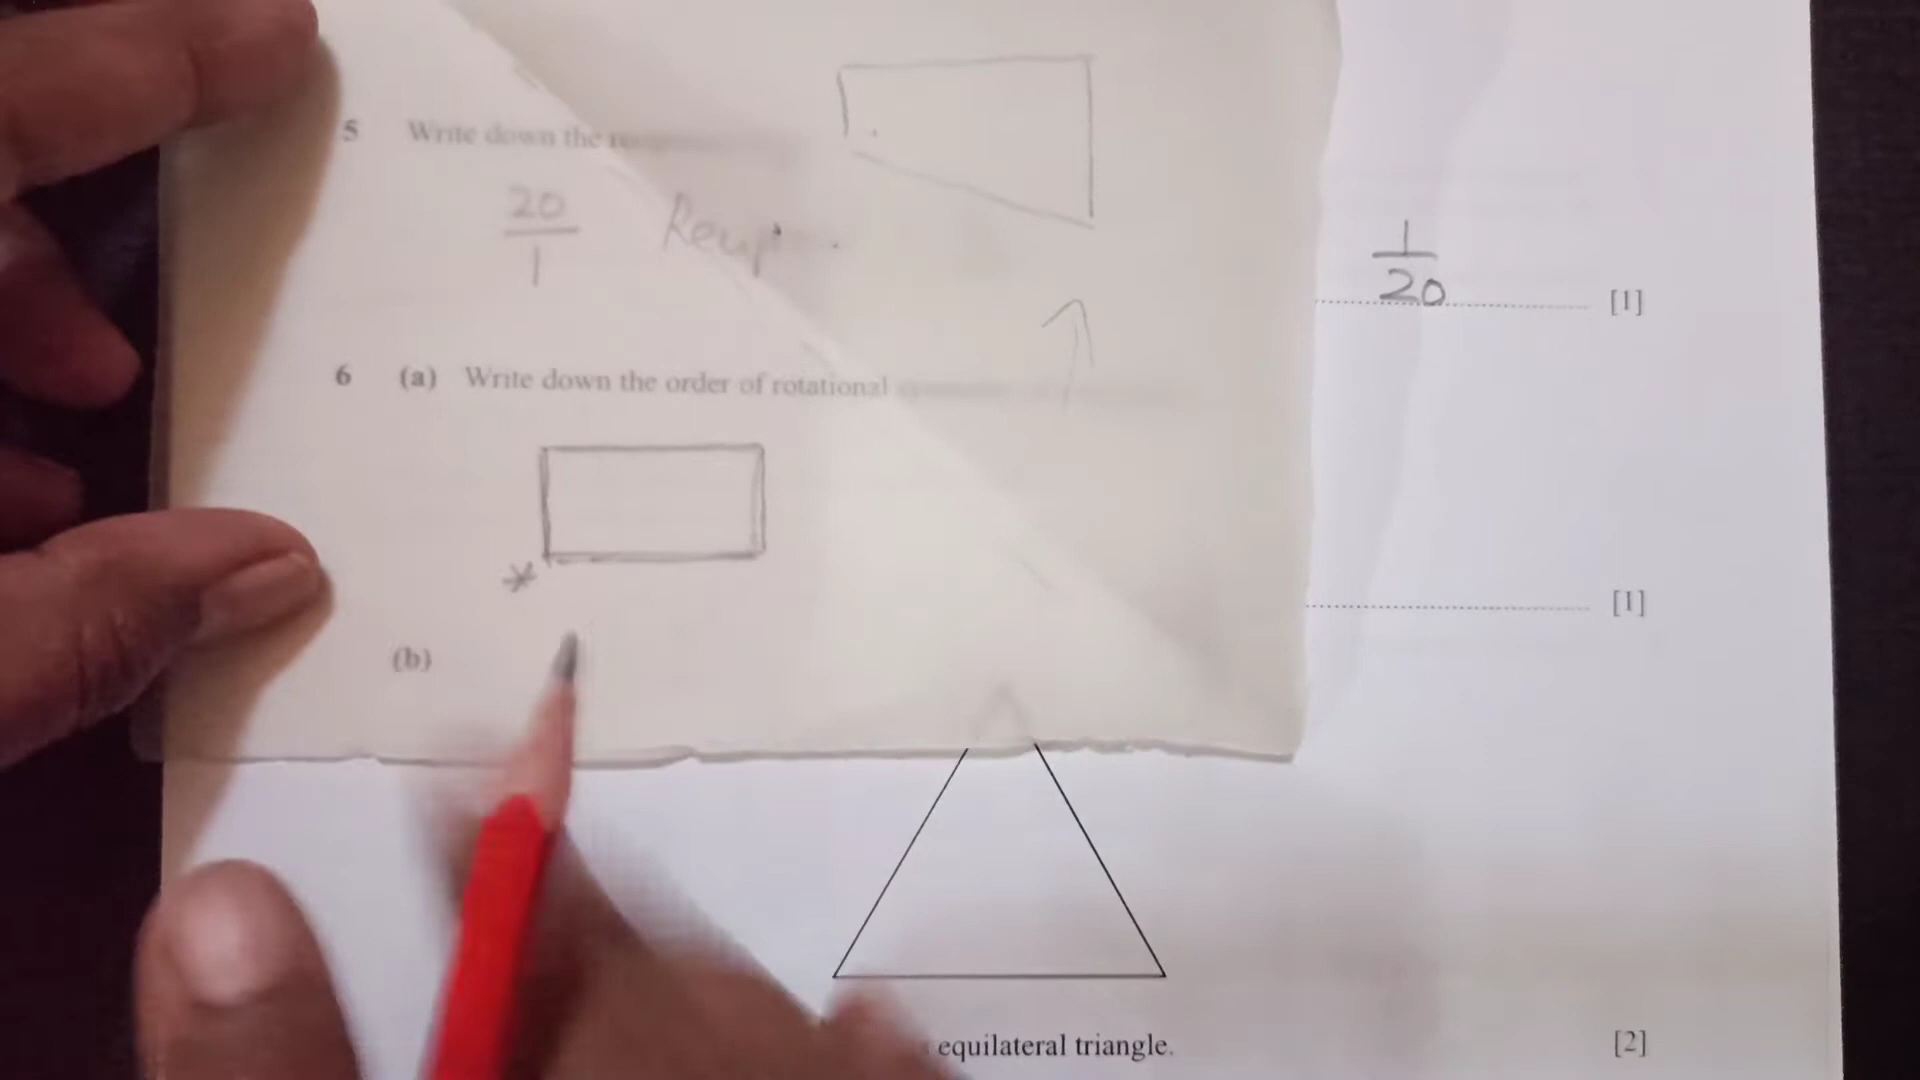 5 Write down the
20
1
1
20
[1]
6 (a) Write down the order of rotational
*
[1]
(b)
equilateral triangle.
[2]